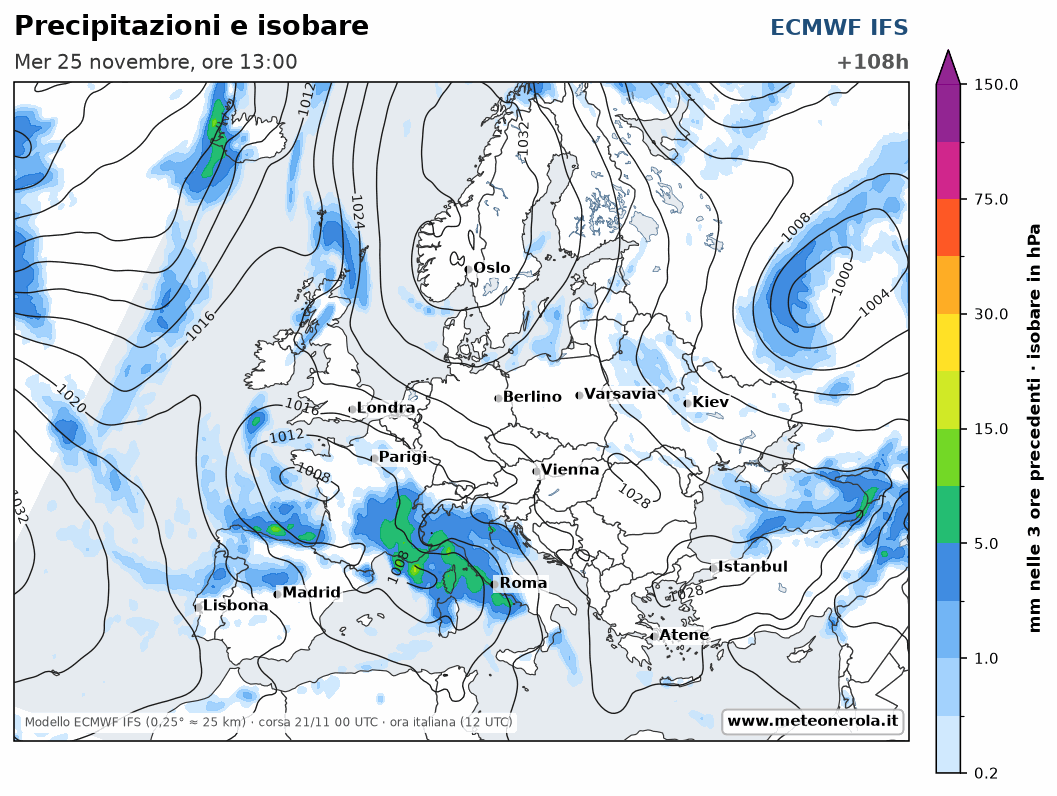 Precipitazioni e isobare
ECMWF IFS
Mer 25 novembre, ore 13:00
+108h
1012
1032
1024
1008
1000
1004
Oslo
1016
1020
1016
Londra
Berlino
Varsavia
Kiev
1012
Parigi
1008
Vienna
1028
1032
1008
Roma
Istanbul
Madrid
Lisbona
1028
Atene
Modello ECMWF IFS (0,25° ≈ 25 km) · corsa 21/11 00 UTC · ora italiana (12 UTC)
www.meteonerola.it
150.0
75.0
30.0
15.0
5.0
1.0
0.2
mm nelle 3 ore precedenti · isobare in hPa